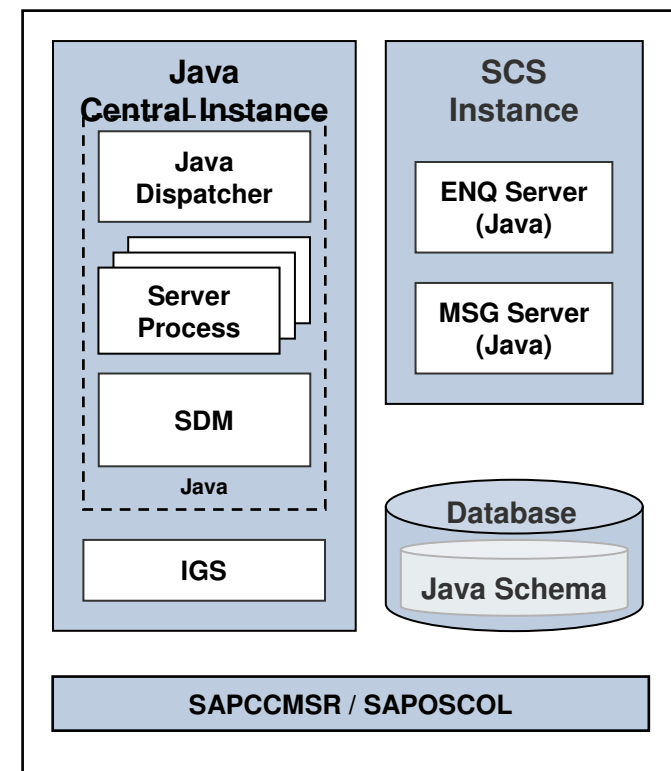 Java
Central Instance
Java
Dispatcher
Server
Process
SDM
Java
IGS
SCS
Instance
ENQ Server
(Java)
MSG Server
(Java)
Database
Java Schema
SAPCCMSR / SAPOSCOL